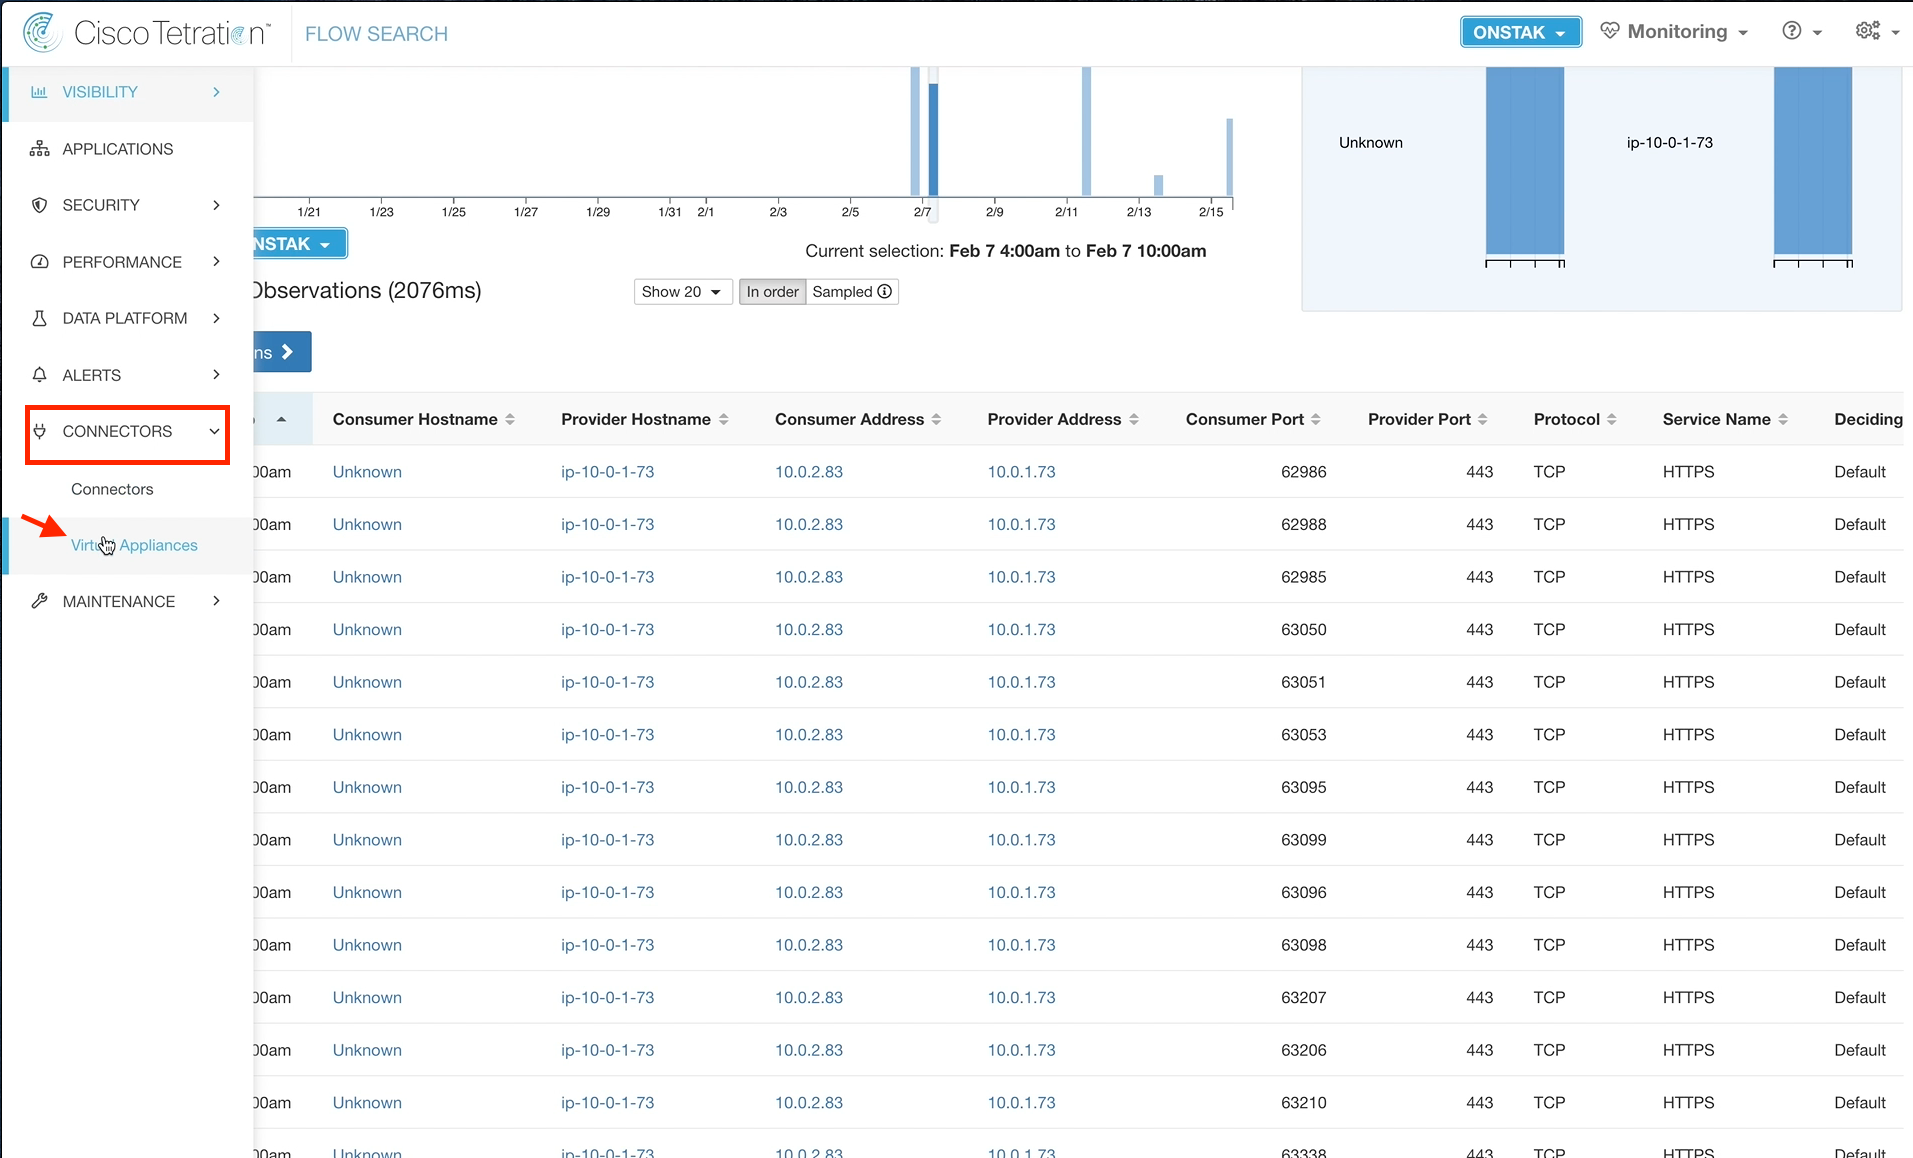 Cisco Tetration™
FLOW SEARCH
ONSTAK
Monitoring
VISIBILITY
APPLICATIONS
SECURITY
PERFORMANCE
DATA PLATFORM
ALERTS
CONNECTORS
Connectors
Virtu Appliances
MAINTENANCE
1/21 1/23 1/25 1/27 1/29 1/31 2/1 2/3 2/5 2/7 2/9 2/11 2/13 2/15
Unknown
ip-10-0-1-73
NSTAK
Current selection: Feb 7 4:00am to Feb 7 10:00am
Observations (2076ms)
Show 20
In order
Sampled
ns
Consumer Hostname Provider Hostname Consumer Address Provider Address Consumer Port Provider Port Protocol Service Name Deciding
00am Unknown ip-10-0-1-73 10.0.2.83 10.0.1.73 62986 443 TCP HTTPS Default
00am Unknown ip-10-0-1-73 10.0.2.83 10.0.1.73 62988 443 TCP HTTPS Default
00am Unknown ip-10-0-1-73 10.0.2.83 10.0.1.73 62985 443 TCP HTTPS Default
00am Unknown ip-10-0-1-73 10.0.2.83 10.0.1.73 63050 443 TCP HTTPS Default
00am Unknown ip-10-0-1-73 10.0.2.83 10.0.1.73 63051 443 TCP HTTPS Default
00am Unknown ip-10-0-1-73 10.0.2.83 10.0.1.73 63053 443 TCP HTTPS Default
00am Unknown ip-10-0-1-73 10.0.2.83 10.0.1.73 63095 443 TCP HTTPS Default
00am Unknown ip-10-0-1-73 10.0.2.83 10.0.1.73 63099 443 TCP HTTPS Default
00am Unknown ip-10-0-1-73 10.0.2.83 10.0.1.73 63096 443 TCP HTTPS Default
00am Unknown ip-10-0-1-73 10.0.2.83 10.0.1.73 63098 443 TCP HTTPS Default
00am Unknown ip-10-0-1-73 10.0.2.83 10.0.1.73 63207 443 TCP HTTPS Default
00am Unknown ip-10-0-1-73 10.0.2.83 10.0.1.73 63206 443 TCP HTTPS Default
00am Unknown ip-10-0-1-73 10.0.2.83 10.0.1.73 63210 443 TCP HTTPS Default
00am Unknown ip-10-0-1-73 10.0.2.83 10.0.1.73 63338 443 TCP HTTPS Default